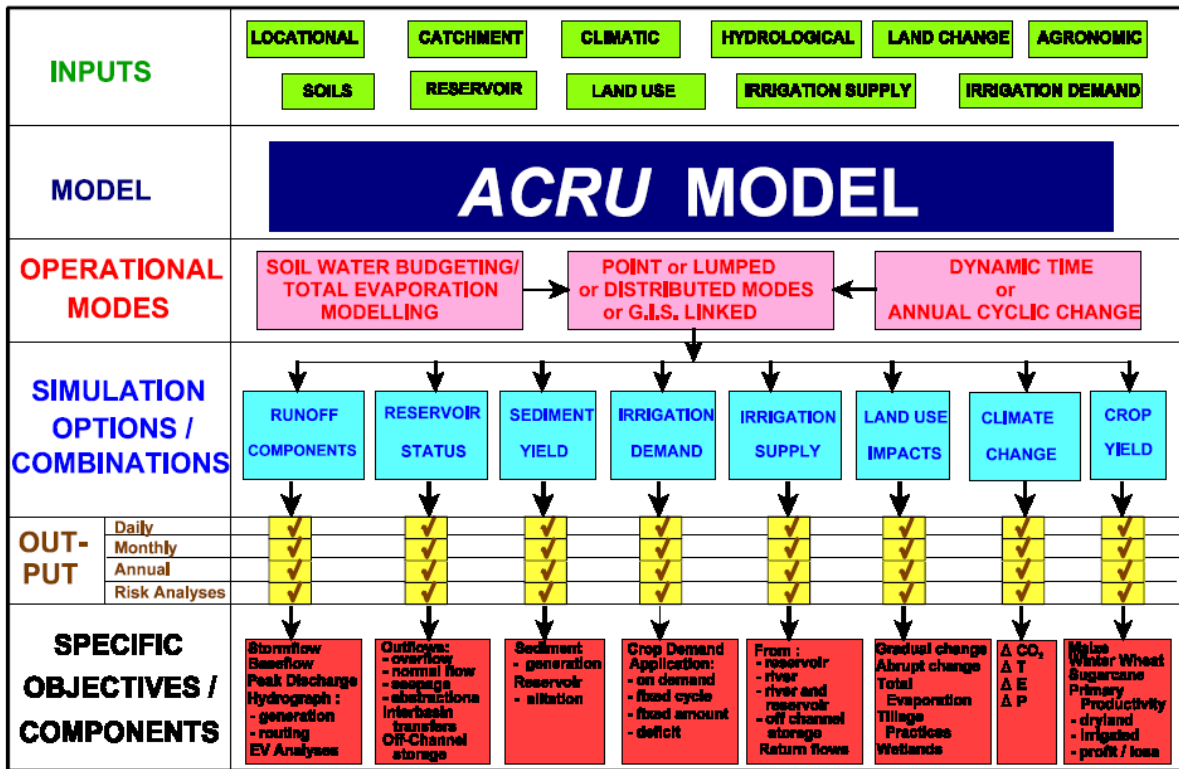 INPUTS
LOCATIONAL
CATCHMENT
CLIMATIC
HYDROLOGICAL
LAND CHANGE
AGRONOMIC
SOILS
RESERVOIR
LAND USE
IRRIGATION SUPPLY
IRRIGATION DEMAND
MODEL
ACRU MODEL
OPERATIONAL
MODES
SOIL WATER BUDGETING/
TOTAL EVAPORATION
MODELLING
POINT or LUMPED
or DISTRIBUTED MODES
or G.I.S. LINKED
DYNAMIC TIME
or
ANNUAL CYCLIC CHANGE
SIMULATION
OPTIONS /
COMBINATIONS
RUNOFF
COMPONENTS
RESERVOIR
STATUS
SEDIMENT
YIELD
IRRIGATION
DEMAND
IRRIGATION
SUPPLY
LAND USE
IMPACTS
CLIMATE
CHANGE
CROP
YIELD
OUT-
PUT
Daily
Monthly
Annual
Risk Analyses
SPECIFIC
OBJECTIVES /
COMPONENTS
Stormflow
Baseflow
Peak Discharge
Hydrograph :
- generation
- routing
EV Analyses
Outflows:
- overflow
- normal flow
- seepage
- abstractions
Interbasin
transfers
Off-Channel
storage
Sediment
- generation
Reservoir
- siltation
Crop Demand
Application:
- on demand
- fixed cycle
- fixed amount
- deficit
From :
- reservoir
- river
- river and
reservoir
- off channel
storage
Return flows
Gradual change
Abrupt change
Total
Evaporation
Tillage
Practices
Wetlands
Δ CO₂
Δ T
Δ E
Δ P
Maize
Winter Wheat
Sugarcane
Primary
Productivity
- dryland
- irrigated
- profit / loss